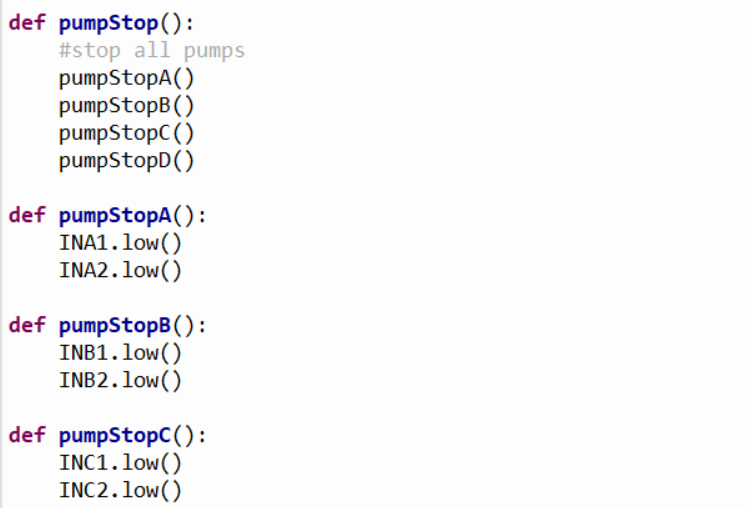 def pumpStop():
    #stop all pumps
    pumpStopA()
    pumpStopB()
    pumpStopC()
    pumpStopD()

def pumpStopA():
    INA1.low()
    INA2.low()

def pumpStopB():
    INB1.low()
    INB2.low()

def pumpStopC():
    INC1.low()
    INC2.low()